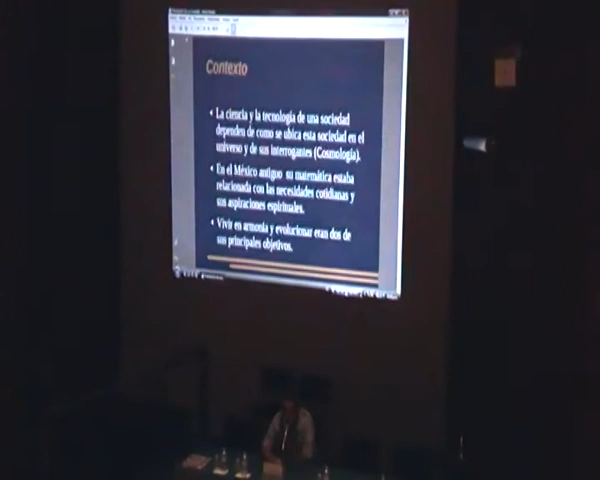 Contexto
La ciencia y la tecnología de una sociedad
dependen de como se ubica esta sociedad en el
universo y de sus interrogantes (Cosmología).
En el México antiguo su matemática estaba
relacionada con las necesidades cotidianas y
sus aspiraciones espirituales.
Vivir en armonía y evolucionar eran dos de
sus principales objetivos.